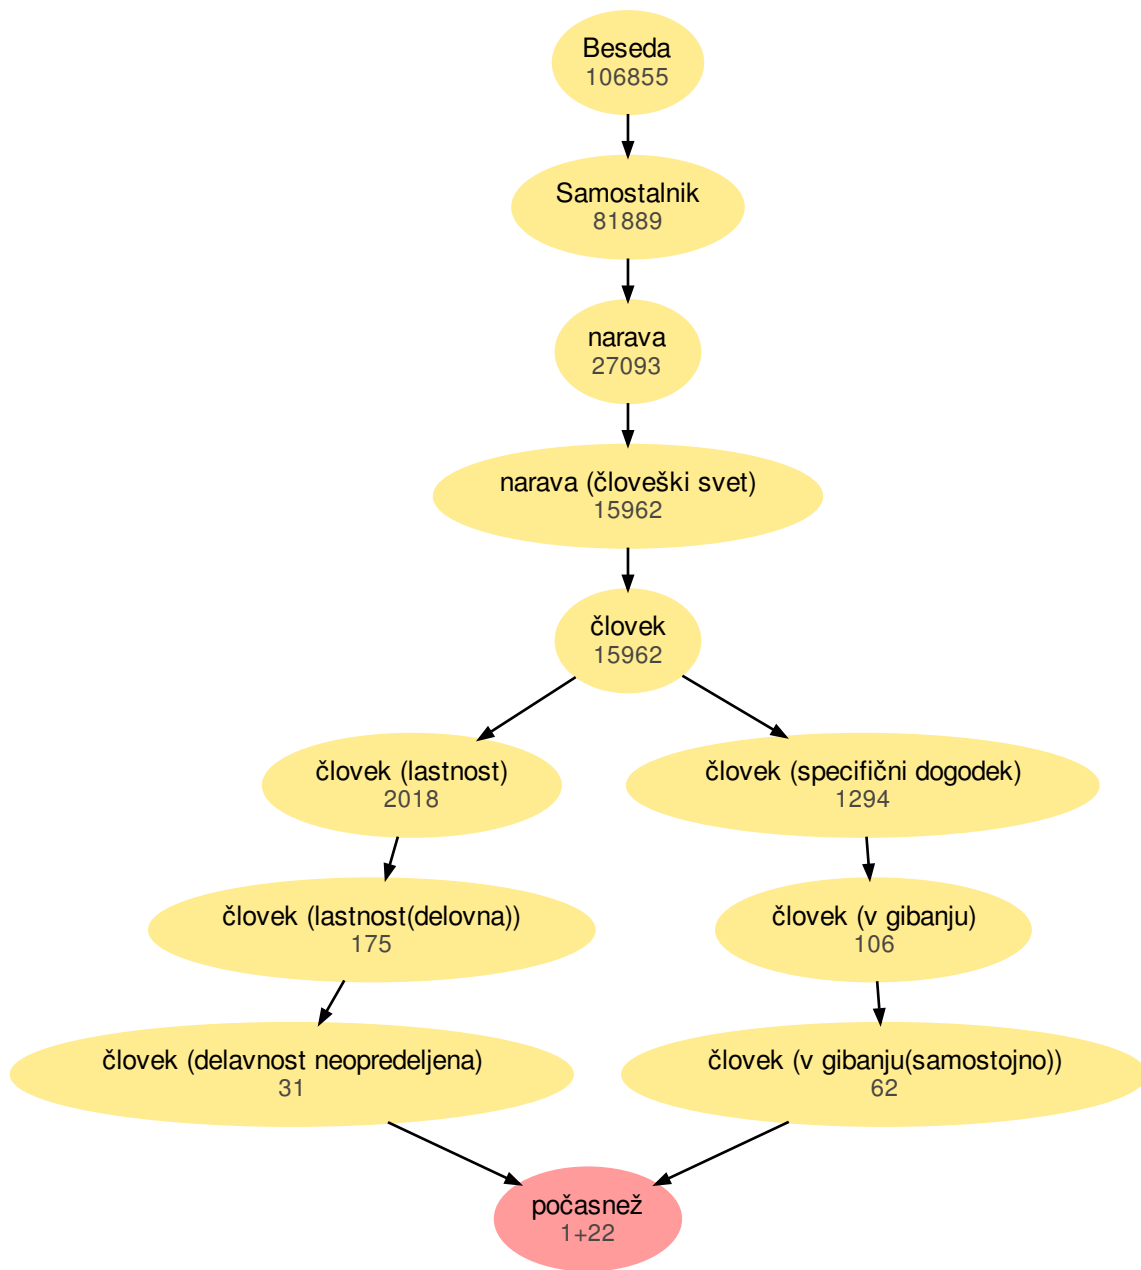 Beseda
106855
Samostalnik
81889
narava
27093
narava (človeški svet)
15962
človek
15962
človek (lastnost)
2018
človek (specifični dogodek)
1294
človek (lastnost(delovna))
175
človek (v gibanju)
106
človek (delavnost neopredeljena)
31
človek (v gibanju(samostojno))
62
počasnež
1+22